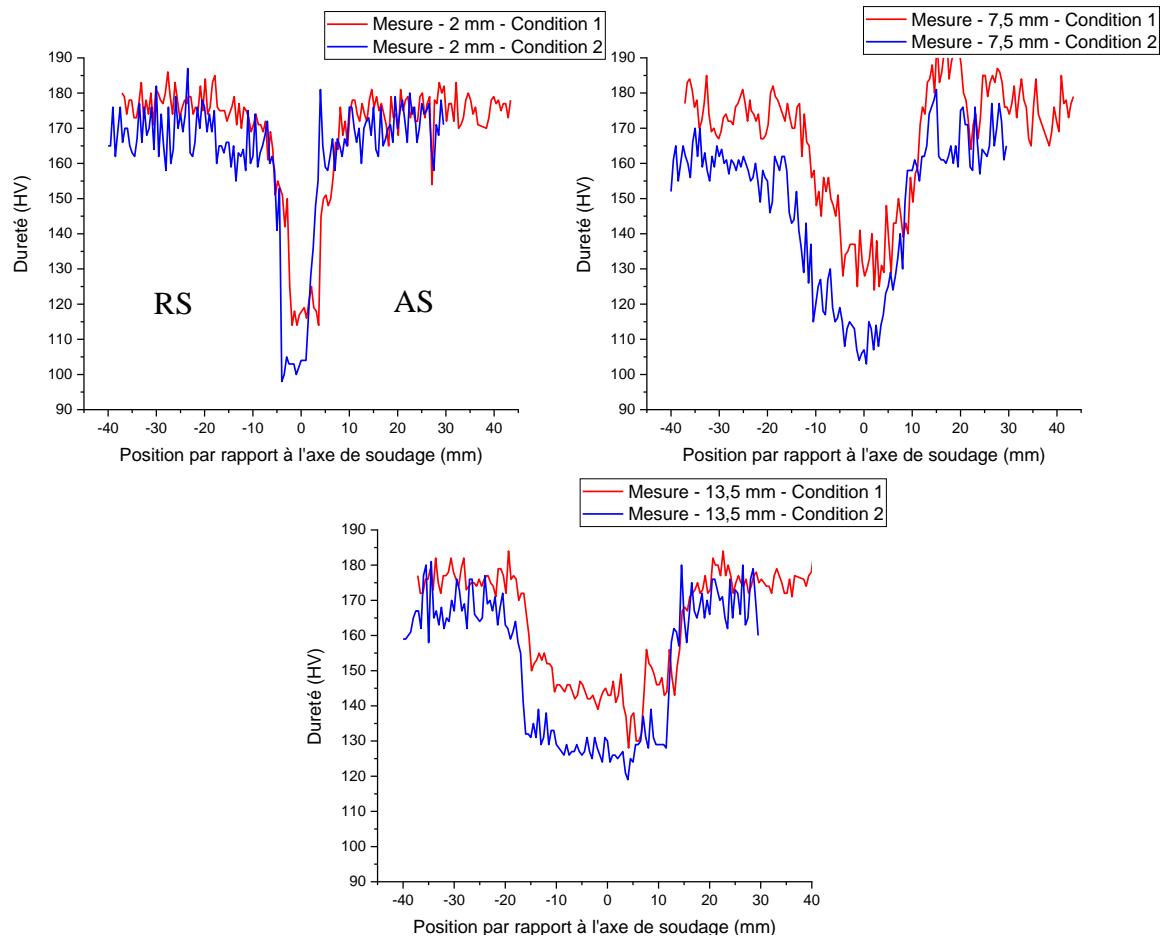 Mesure - 2 mm - Condition 1
Mesure - 2 mm - Condition 2
190
180
170
160
150
140
130
120
110
100
90
Dureté (HV)
RS
AS
-40 -30 -20 -10 0 10 20 30 40
Position par rapport à l'axe de soudage (mm)
Mesure - 7,5 mm - Condition 1
Mesure - 7,5 mm - Condition 2
190
180
170
160
150
140
130
120
110
100
90
Dureté (HV)
-40 -30 -20 -10 0 10 20 30 40
Position par rapport à l'axe de soudage (mm)
Mesure - 13,5 mm - Condition 1
Mesure - 13,5 mm - Condition 2
190
180
170
160
150
140
130
120
110
100
90
Dureté (HV)
-40 -30 -20 -10 0 10 20 30 40
Position par rapport à l'axe de soudage (mm)